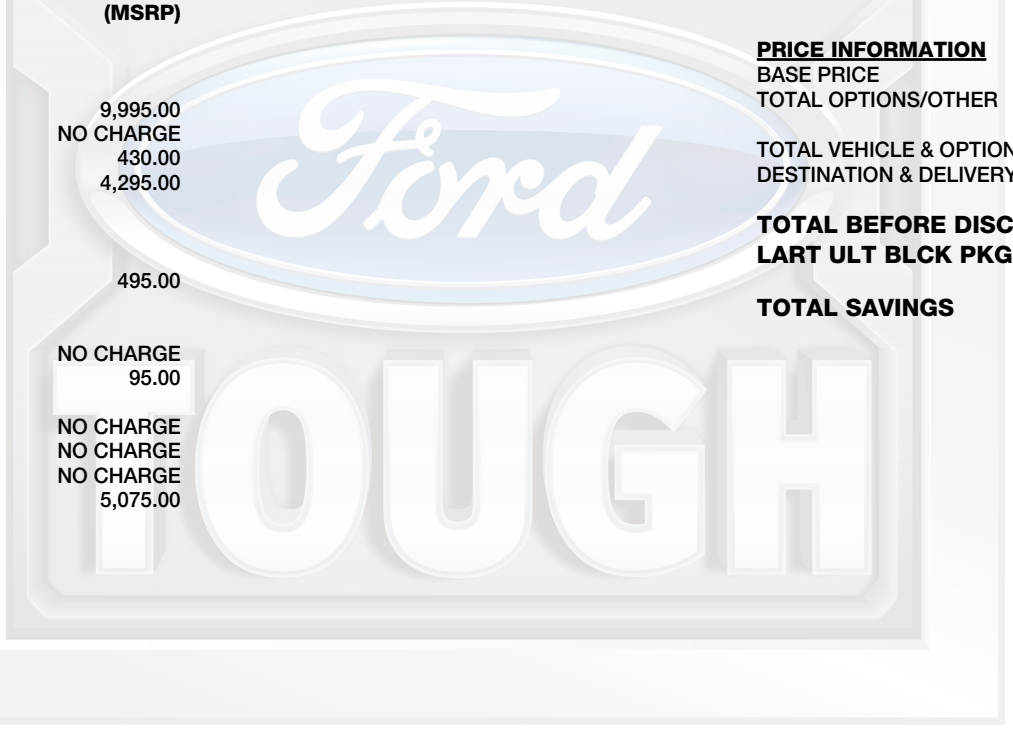 (MSRP)
9,995.00
NO CHARGE
430.00
4,295.00
495.00
NO CHARGE
95.00
NO CHARGE
NO CHARGE
NO CHARGE
5,075.00
PRICE INFORMATION
BASE PRICE
TOTAL OPTIONS/OTHER
TOTAL VEHICLE & OPTION
DESTINATION & DELIVERY
TOTAL BEFORE DISC
LART ULT BLCK PKG
TOTAL SAVINGS
Ford
TOUGH